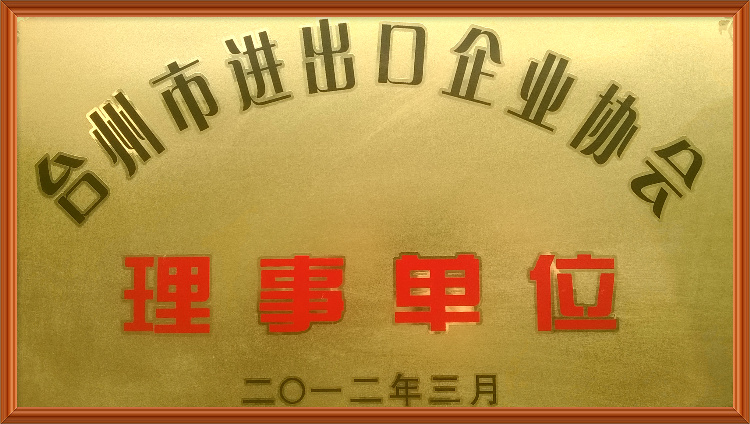 台州市进出口企业协会
理事单位
二〇一二年三月